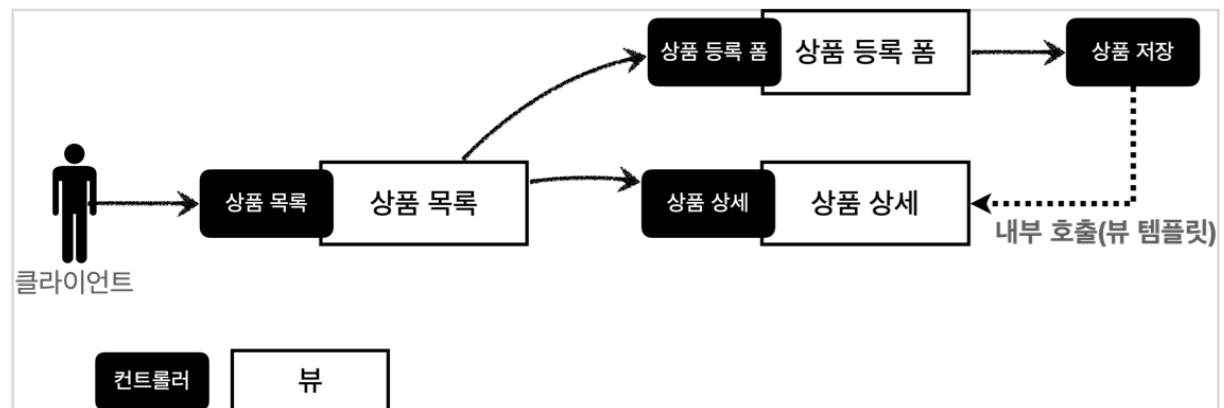 상품 등록 폼
상품 등록 폼
상품 저장
상품 목록
상품 목록
상품 상세
상품 상세
내부 호출(뷰 템플릿)
클라이언트
컨트롤러
뷰